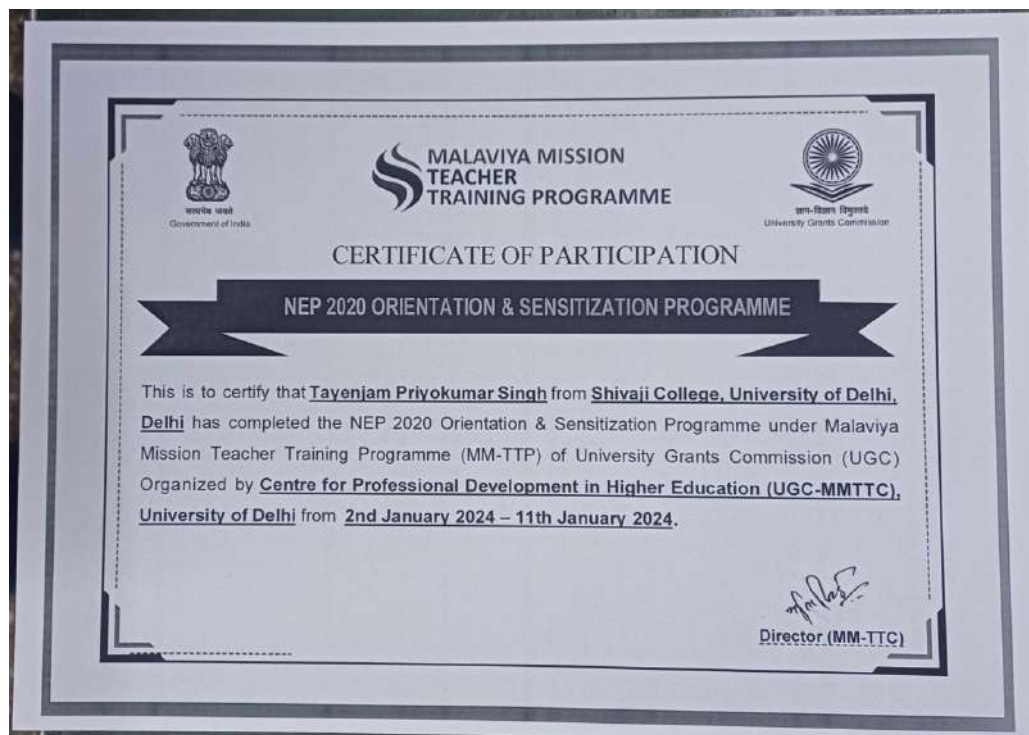 सत्यमेव जयते
Government of India
MALAVIYA MISSION
TEACHER
TRAINING PROGRAMME
ज्ञान-विज्ञान विमुक्तये
University Grants Commission
CERTIFICATE OF PARTICIPATION
NEP 2020 ORIENTATION & SENSITIZATION PROGRAMME
This is to certify that Tayenjam Priyokumar Singh from Shivaji College, University of Delhi,
Delhi has completed the NEP 2020 Orientation & Sensitization Programme under Malaviya
Mission Teacher Training Programme (MM-TTP) of University Grants Commission (UGC)
Organized by Centre for Professional Development in Higher Education (UGC-MMTTC),
University of Delhi from 2nd January 2024 – 11th January 2024.
Director (MM-TTC)